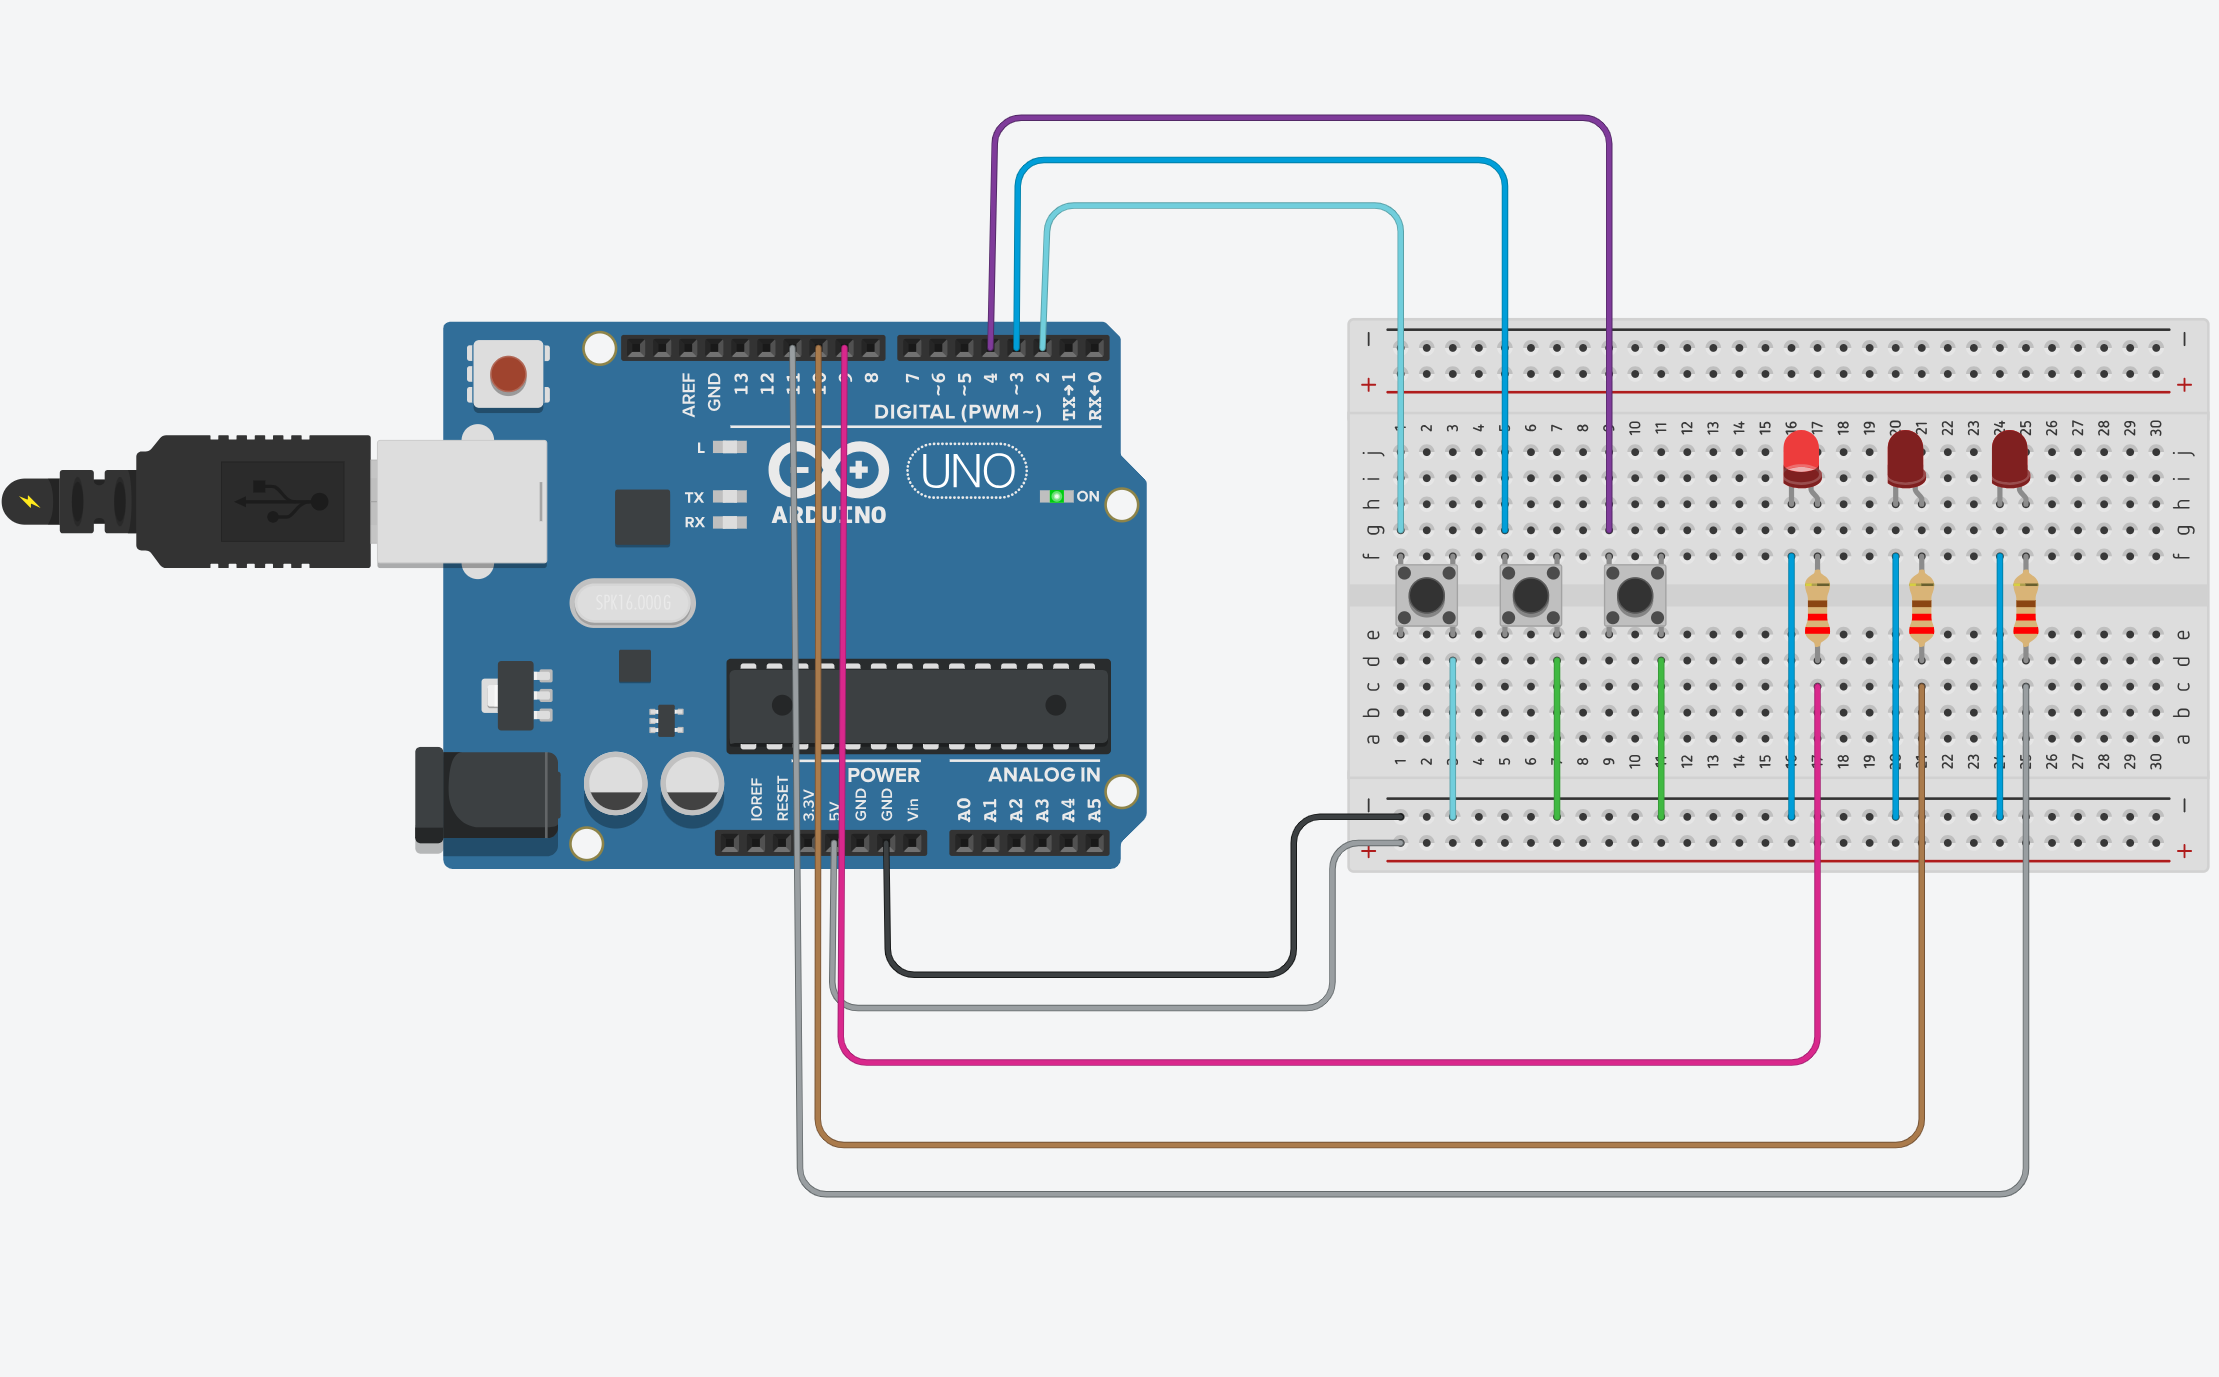 AREF
GND
13
12
11
10
9
8
7
~6
~5
4
~3
2
TX→1
RX←0
DIGITAL (PWM~)
L
TX
RX
ARDUINO
UNO
ON
SPK16.000G
POWER
ANALOG IN
IOREF
RESET
3.3V
5V
GND
GND
Vin
A0
A1
A2
A3
A4
A5
− −
+ +
1 2 3 4 5 6 7 8 9 10 11 12 13 14 15 16 17 18 19 20 21 22 23 24 25 26 27 28 29 30
j j
i i
h h
g g
f f
e e
d d
c c
b b
a a
1 2 3 4 5 6 7 8 9 10 11 12 13 14 15 16 17 18 19 20 21 22 23 24 25 26 27 28 29 30
− −
+ +